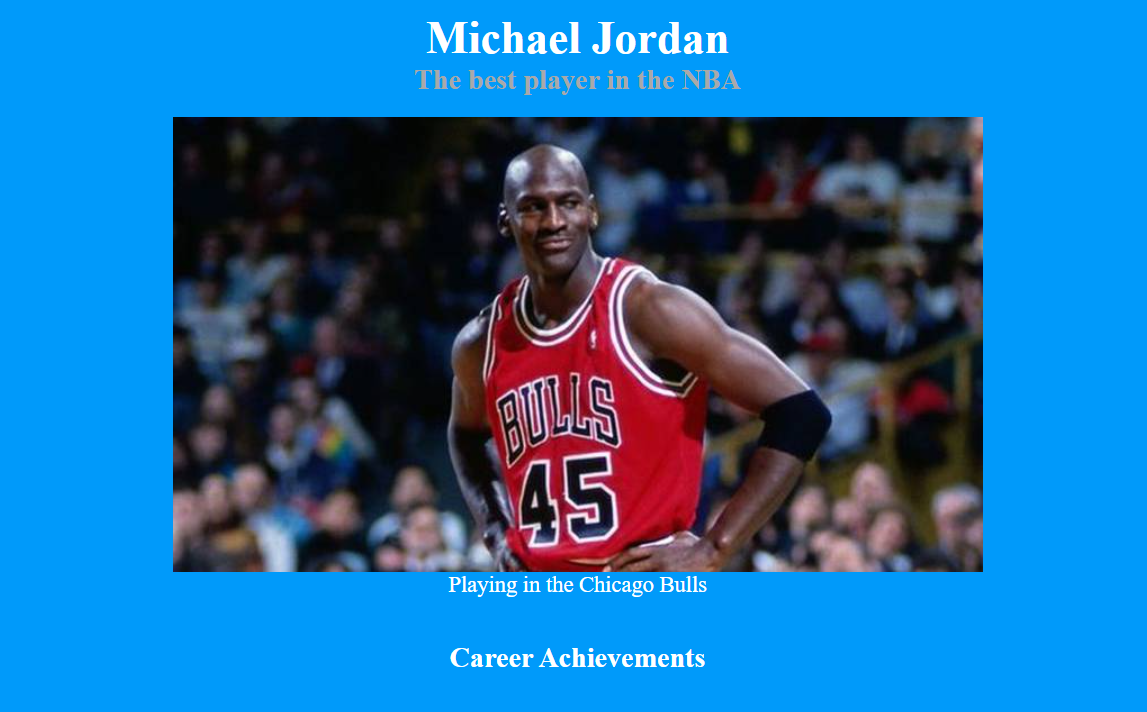 Michael Jordan
The best player in the NBA
BULLS
45
Playing in the Chicago Bulls
Career Achievements